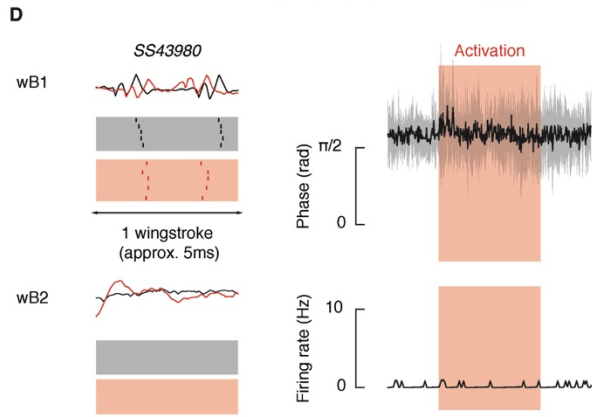 D
SS43980
wB1
1 wingstroke
(approx. 5ms)
wB2
Activation
Phase (rad)
π/2
0
Firing rate (Hz)
10
0